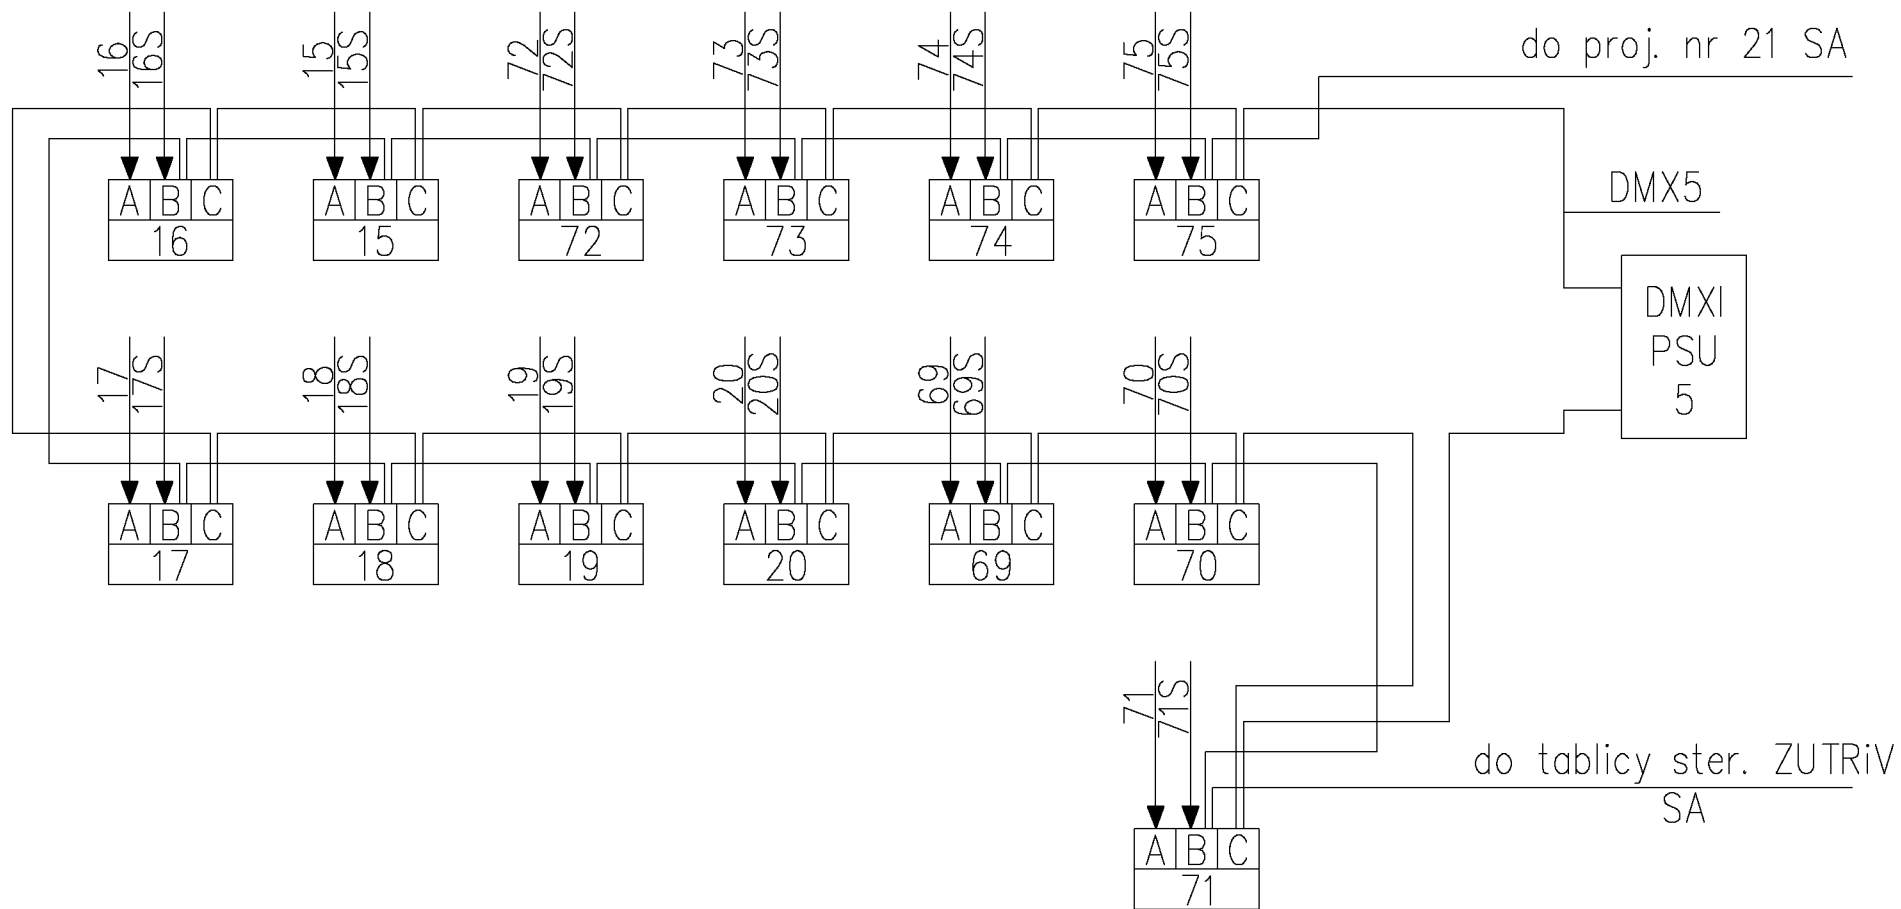 16 16S 15 15S 72 72S 73 73S 74 74S 75 75S
do proj. nr 21 SA
A B C A B C A B C A B C A B C A B C
DMX5
16 15 72 73 74 75
DMXI
PSU
5
17 17S 18 18S 19 19S 20 20S 69 69S 70 70S
A B C A B C A B C A B C A B C A B C
17 18 19 20 69 70
71 71S
do tablicy ster. ZUTRiV
SA
A B C
71